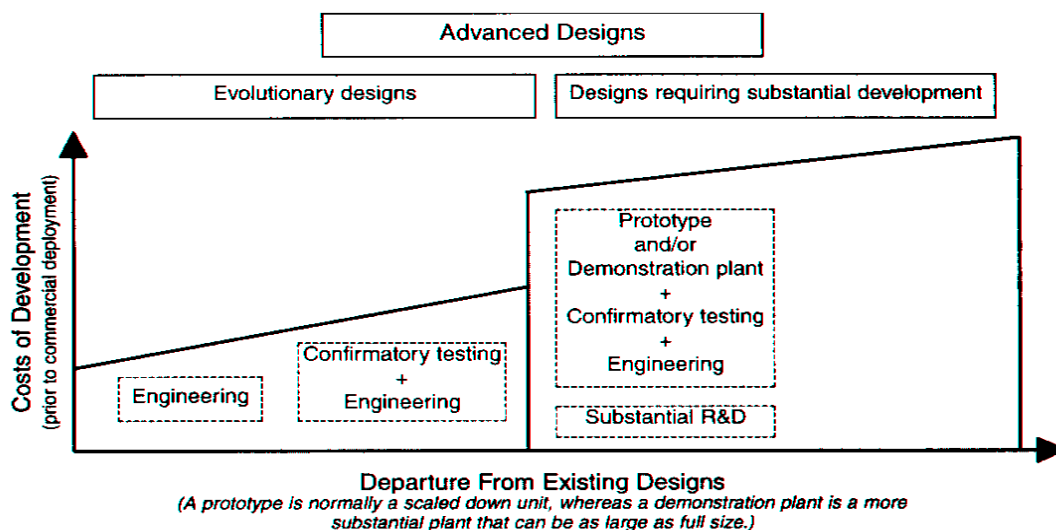 Advanced Designs
Evolutionary designs
Designs requiring substantial development
Costs of Development
(prior to commercial deployment)
Engineering
Confirmatory testing
+
Engineering
Prototype
and/or
Demonstration plant
+
Confirmatory testing
+
Engineering
Substantial R&D
Departure From Existing Designs
(A prototype is normally a scaled down unit, whereas a demonstration plant is a more
substantial plant that can be as large as full size.)